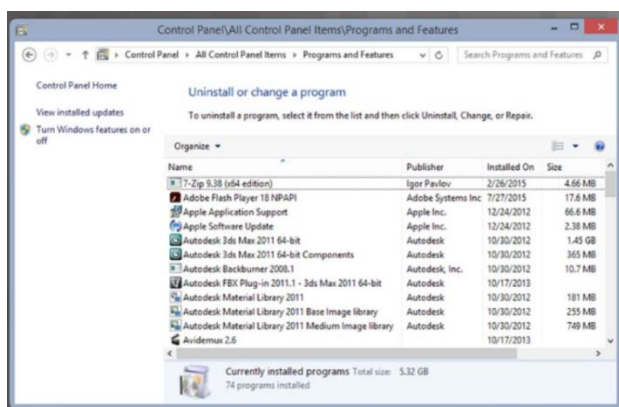 Control Panel\All Control Panel Items\Programs and Features
Control Panel All Control Panel Items Programs and Features Search Programs and Features
Control Panel Home
View installed updates
Turn Windows features on or
off
Uninstall or change a program
To uninstall a program, select it from the list and then click Uninstall, Change, or Repair.
Organize
Name Publisher Installed On Size
7-Zip 9.38 (x64 edition) Igor Pavlov 2/26/2015 4.66 MB
Adobe Flash Player 18 NPAPI Adobe Systems Inc 7/27/2015 17.6 MB
Apple Application Support Apple Inc. 12/24/2012 66.6 MB
Apple Software Update Apple Inc. 12/24/2012 2.38 MB
Autodesk 3ds Max 2011 64-bit Autodesk 10/30/2012 1.45 GB
Autodesk 3ds Max 2011 64-bit Components Autodesk 10/30/2012 365 MB
Autodesk Backburner 2008.1 Autodesk, Inc. 10/30/2012 10.7 MB
Autodesk FBX Plug-in 2011.1 - 3ds Max 2011 64-bit Autodesk 10/17/2013
Autodesk Material Library 2011 Autodesk 10/30/2012 181 MB
Autodesk Material Library 2011 Base Image library Autodesk 10/30/2012 255 MB
Autodesk Material Library 2011 Medium Image library Autodesk 10/30/2012 749 MB
Avidemux 2.6 10/17/2013
Currently installed programs Total size: 5.32 GB
74 programs installed